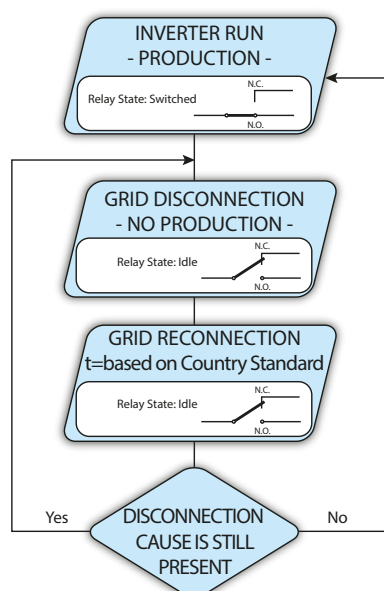 INVERTER RUN
- PRODUCTION -
N.C.
Relay State: Switched
N.O.
GRID DISCONNECTION
- NO PRODUCTION -
N.C.
Relay State: Idle
N.O.
GRID RECONNECTION
t=based on Country Standard
N.C.
Relay State: Idle
N.O.
Yes
No
DISCONNECTION
CAUSE IS STILL
PRESENT